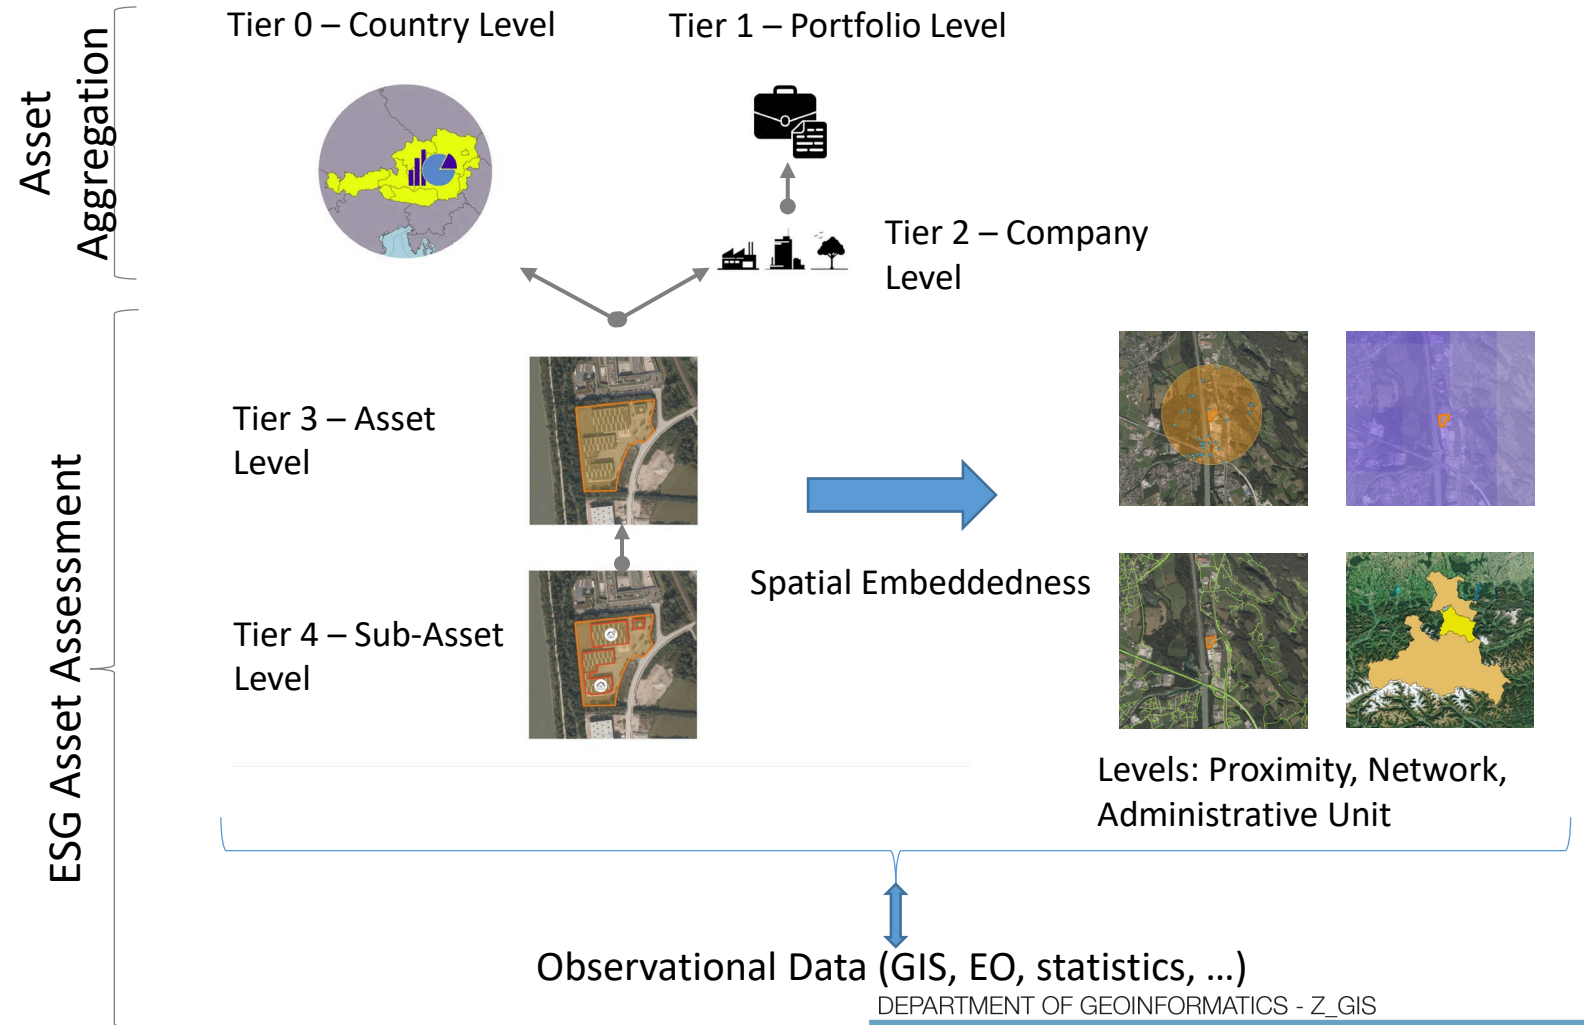 Asset
Aggregation
Tier 0 – Country Level
Tier 1 – Portfolio Level
Tier 2 – Company
Level
ESG Asset Assessment
Tier 3 – Asset
Level
Tier 4 – Sub-Asset
Level
Spatial Embeddedness
Levels: Proximity, Network,
Administrative Unit
Observational Data (GIS, EO, statistics, ...)
DEPARTMENT OF GEOINFORMATICS - Z_GIS